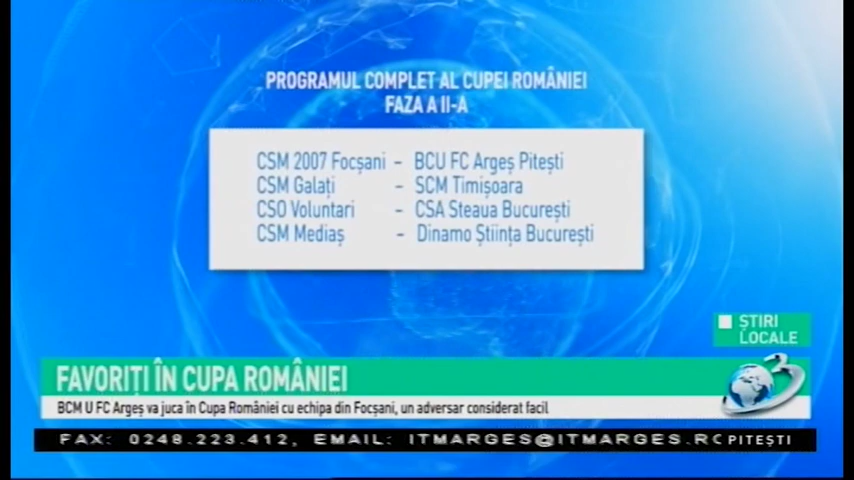 PROGRAMUL COMPLET AL CUPEI ROMÂNIEI
FAZA A II-A
CSM 2007 Focșani – BCU FC Argeș Pitești
CSM Galați – SCM Timișoara
CSO Voluntari – CSA Steaua București
CSM Mediaș – Dinamo Știința București
ȘTIRI
LOCALE
FAVORIȚI ÎN CUPA ROMÂNIEI
3
BCM U FC Argeș va juca în Cupa României cu echipa din Focșani, un adversar considerat facil
FAX: 0248.223.412, EMAIL: ITMARGES@ITMARGES.RO PITEȘTI